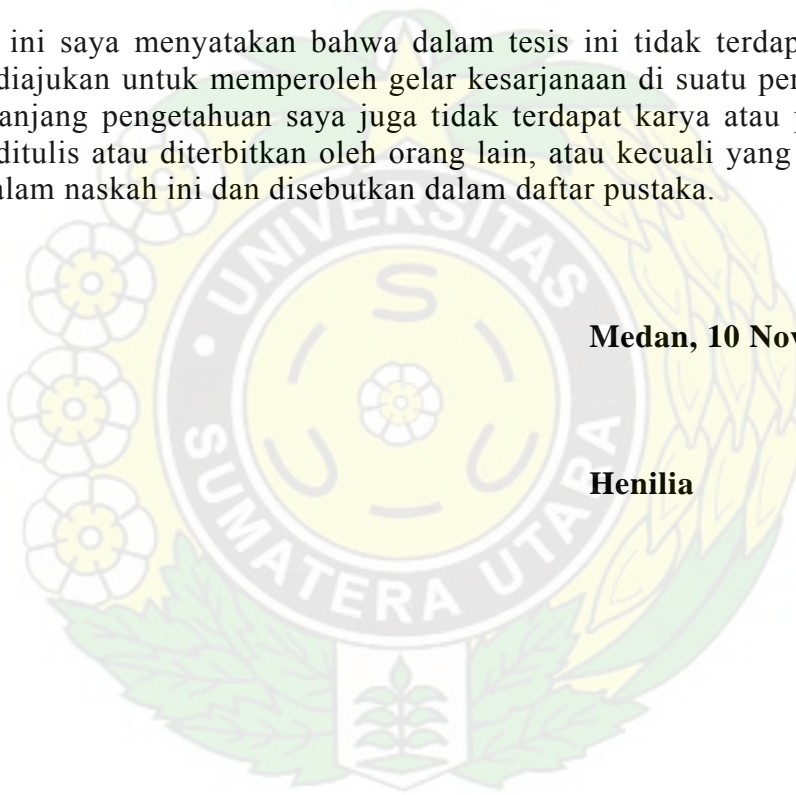 ini saya menyatakan bahwa dalam tesis ini tidak terdap
diajukan untuk memperoleh gelar kesarjanaan di suatu per
anjang pengetahuan saya juga tidak terdapat karya atau p
ditulis atau diterbitkan oleh orang lain, atau kecuali yang
alam naskah ini dan disebutkan dalam daftar pustaka.
UNIVERSITAS
SUMATERA UTARA
Medan, 10 Nov
Henilia